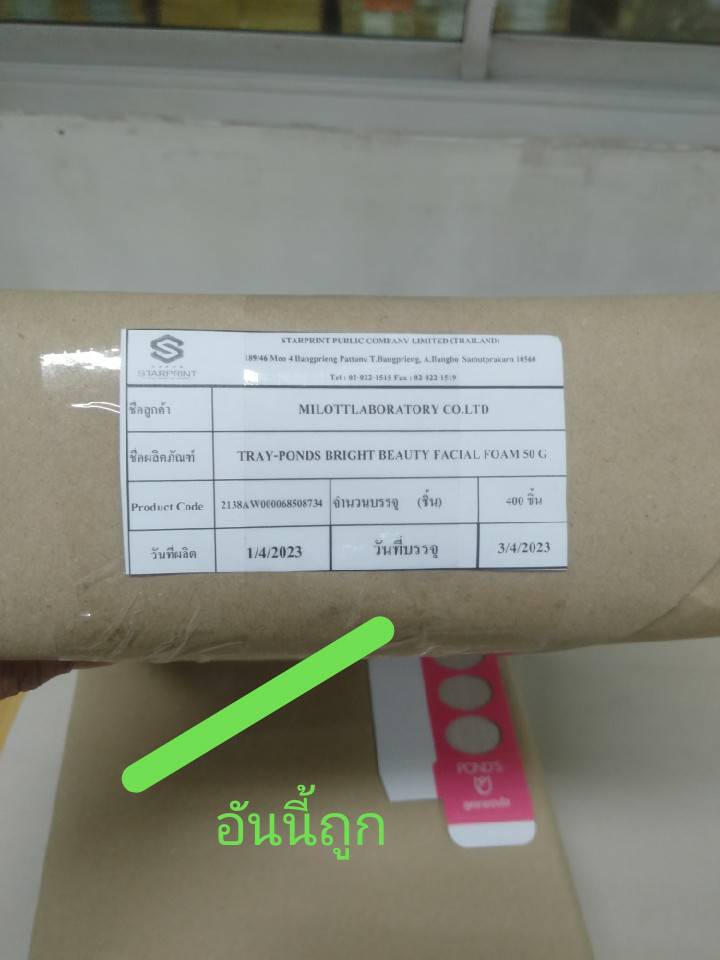 STARPRINT
STARPRINT PUBLIC COMPANY LIMITED (THAILAND)
189/46 Moo 4 Bangprieng Pattana T.Bangprieng, A.Bangbo Samutprakarn 10560
Tel : 02-022-1515 Fax : 02-022-1519
ชื่อลูกค้า MILOTTLABORATORY CO.LTD
ชื่อผลิตภัณฑ์ TRAY-PONDS BRIGHT BEAUTY FACIAL FOAM 50 G
Product Code 2138AW000068508734 จำนวนบรรจุ (ชิ้น) 400 ชิ้น
วันที่ผลิต 1/4/2023 วันที่บรรจุ 3/4/2023
POND'S
อันนี้ถูก